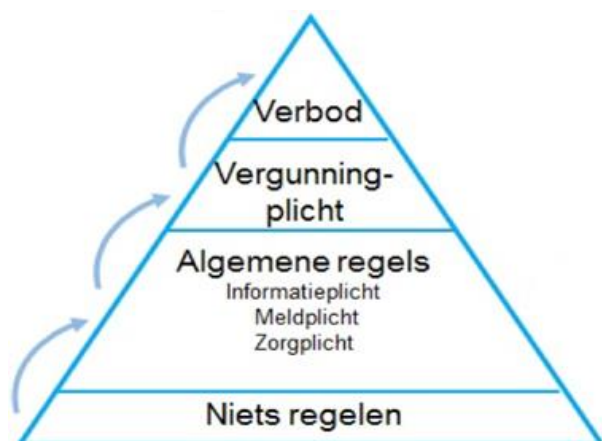 Verbod
Vergunning-
plicht
Algemene regels
Informatieplicht
Meldplicht
Zorgplicht
Niets regelen